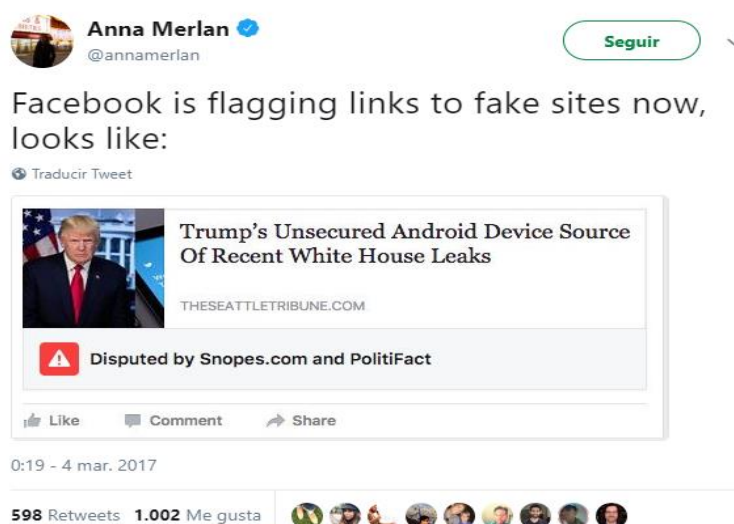 Anna Merlan
@annamerlan
Seguir
Facebook is flagging links to fake sites now,
looks like:
Traducir Tweet
Trump’s Unsecured Android Device Source
Of Recent White House Leaks
THESEATTLETRIBUNE.COM
Disputed by Snopes.com and PolitiFact
Like Comment Share
0:19 - 4 mar. 2017
598 Retweets 1.002 Me gusta